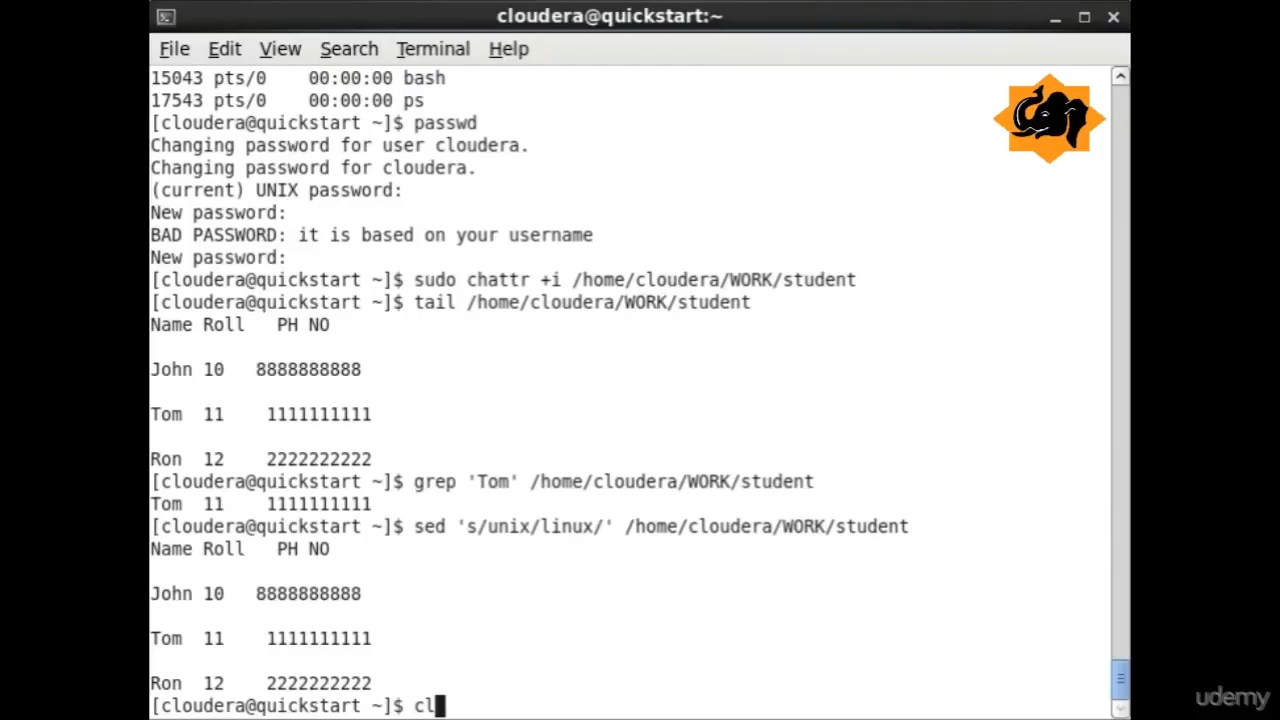 cloudera@quickstart:~
File Edit View Search Terminal Help
15043 pts/0    00:00:00 bash
17543 pts/0    00:00:00 ps
[cloudera@quickstart ~]$ passwd
Changing password for user cloudera.
Changing password for cloudera.
(current) UNIX password:
New password:
BAD PASSWORD: it is based on your username
New password:
[cloudera@quickstart ~]$ sudo chattr +i /home/cloudera/WORK/student
[cloudera@quickstart ~]$ tail /home/cloudera/WORK/student
Name Roll   PH NO
John 10   8888888888
Tom  11    1111111111
Ron  12    2222222222
[cloudera@quickstart ~]$ grep 'Tom' /home/cloudera/WORK/student
Tom  11    1111111111
[cloudera@quickstart ~]$ sed 's/unix/linux/' /home/cloudera/WORK/student
Name Roll   PH NO
John 10   8888888888
Tom  11    1111111111
Ron  12    2222222222
[cloudera@quickstart ~]$ cl
udemy